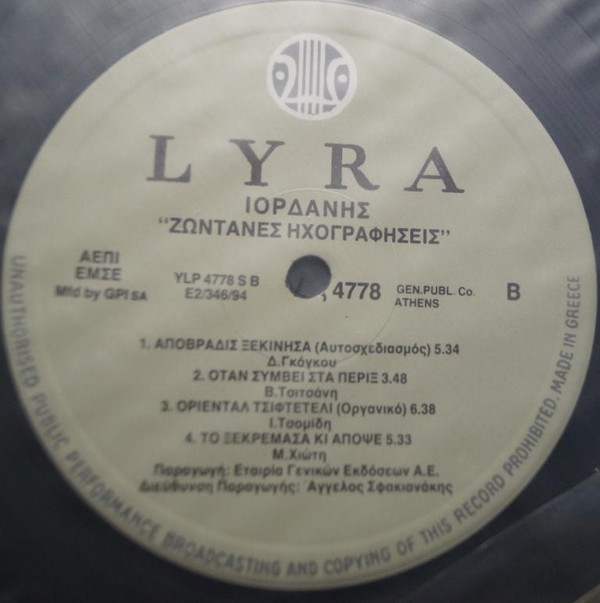 LYRA
ΙΟΡΔΑΝΗΣ
"ΖΩΝΤΑΝΕΣ ΗΧΟΓΡΑΦΗΣΕΙΣ"
ΑΕΠΙ
ΕΜΣΕ
Mfd by GPI SA
YLP 4778 S B
Ε2/346/94
4778
GEN.PUBL. Co.
ATHENS
B
1. ΑΠΟΒΡΑΔΙΣ ΞΕΚΙΝΗΣΑ (Αυτοσχεδιασμός) 5.34
Δ.Γκόγκου
2. ΟΤΑΝ ΣΥΜΒΕΙ ΣΤΑ ΠΕΡΙΞ 3.48
Β.Τσιτσάνη
3. ΟΡΙΕΝΤΑΛ ΤΣΙΦΤΕΤΕΛΙ (Οργανικό) 6.38
Ι.Τσομίδη
4. ΤΟ ΞΕΚΡΕΜΑΣΑ ΚΙ ΑΠΟΨΕ 5.33
Μ.Χιώτη
Παραγωγή: Εταιρία Γενικών Εκδόσεων Α.Ε.
Διεύθυνση Παραγωγής: Άγγελος Σφακιανάκης
UNAUTHORISED PUBLIC PERFORMANCE BROADCASTING AND COPYING OF THIS RECORD PROHIBITED. MADE IN GREECE